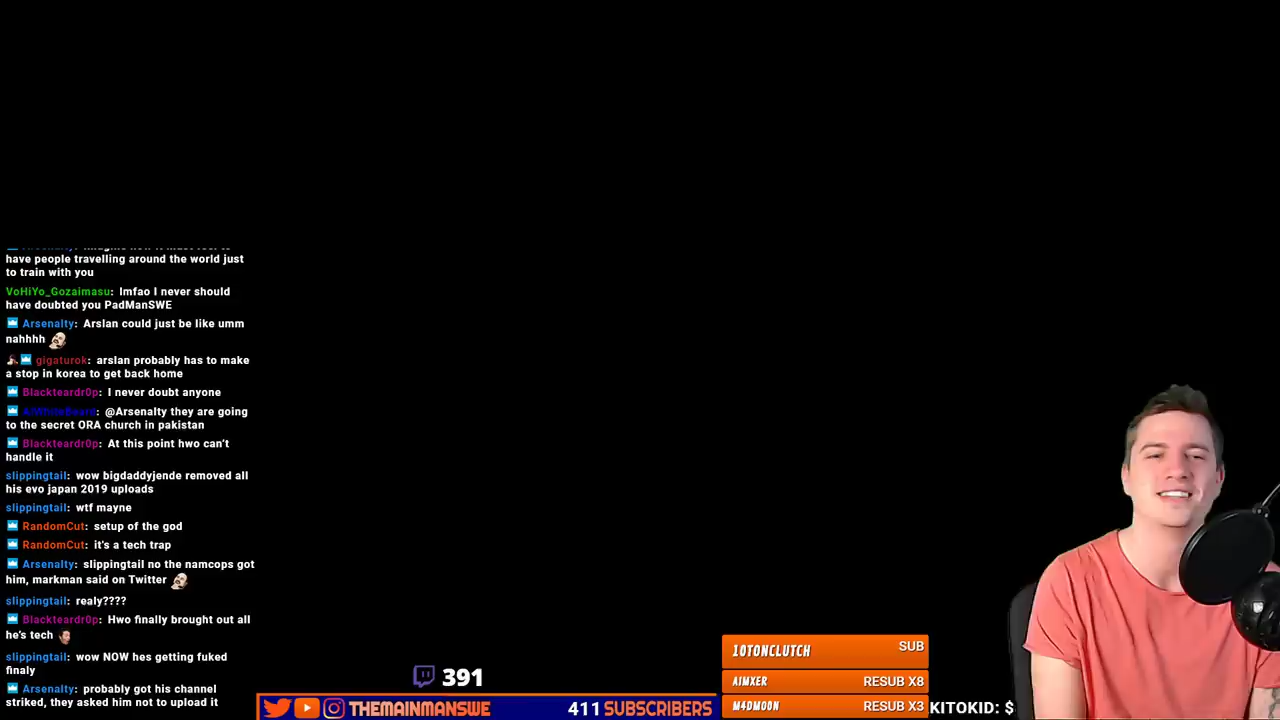 have people travelling around the world just
to train with you
VoHiYo_Gozaimasu: lmfao I never should
have doubted you PadManSWE
Arsenalty: Arslan could just be like umm
nahhhh
gigaturok: arslan probably has to make
a stop in korea to get back home
Blackteardr0p: I never doubt anyone
@Arsenalty they are going
to the secret ORA church in pakistan
Blackteardr0p: At this point hwo can't
handle it
slippingtail: wow bigdaddyjende removed all
his evo japan 2019 uploads
slippingtail: wtf mayne
RandomCut: setup of the god
RandomCut: it's a tech trap
Arsenalty: slippingtail no the namcops got
him, markman said on Twitter
slippingtail: realy????
Blackteardr0p: Hwo finally brought out all
he's tech
slippingtail: wow NOW hes getting fuked
finaly
Arsenalty: probably got his channel
striked, they asked him not to upload it
391
THEMAINMANSWE
411 SUBSCRIBERS
10TONCLUTCH SUB
AIMXER RESUB X8
M4DMOON RESUB X3
KITOKID: $